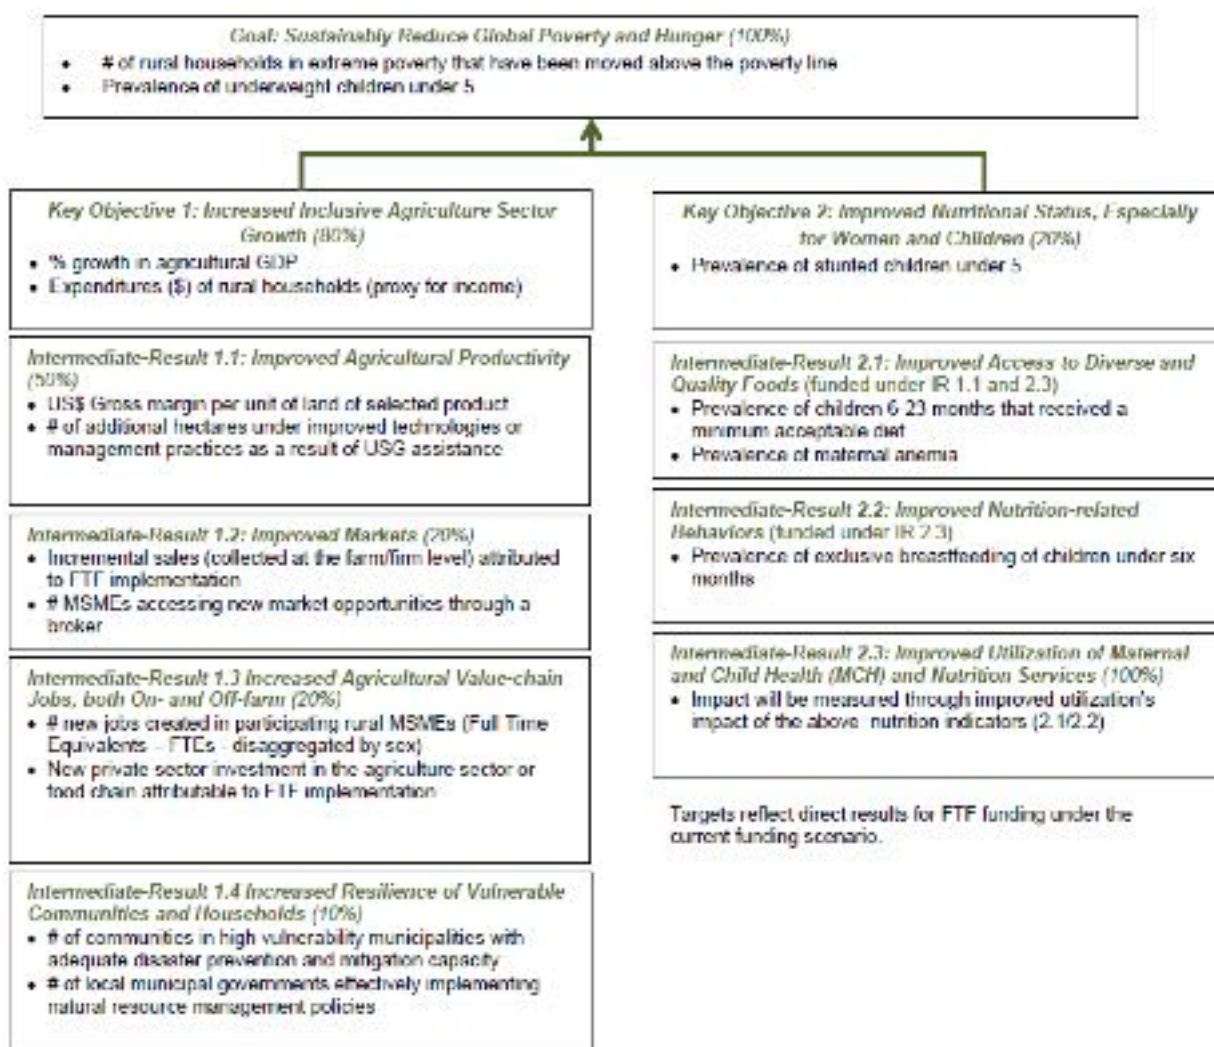 Goal: Sustainably Reduce Global Poverty and Hunger (100%)
• # of rural households in extreme poverty that have been moved above the poverty line
• Prevalence of underweight children under 5
Key Objective 1: Increased Inclusive Agriculture Sector
Growth (80%)
• % growth in agricultural GDP
• Expenditures ($) of rural households (proxy for income)
Intermediate-Result 1.1: Improved Agricultural Productivity
(50%)
• US$ Gross margin per unit of land of selected product
• # of additional hectares under improved technologies or
management practices as a result of USG assistance
Intermediate-Result 1.2: Improved Markets (20%)
• Incremental sales (collected at the farm/firm level) attributed
to FTF implementation
• # MSMEs accessing new market opportunities through a
broker
Intermediate-Result 1.3 Increased Agricultural Value-chain
Jobs, both On- and Off-farm (20%)
• # new jobs created in participating rural MSMEs (Full Time
Equivalents – FTEs - disaggregated by sex)
• New private sector investment in the agriculture sector or
food chain attributable to FTF implementation
Intermediate-Result 1.4 Increased Resilience of Vulnerable
Communities and Households (10%)
• # of communities in high vulnerability municipalities with
adequate disaster prevention and mitigation capacity
• # of local municipal governments effectively implementing
natural resource management policies
Key Objective 2: Improved Nutritional Status, Especially
for Women and Children (20%)
• Prevalence of stunted children under 5
Intermediate-Result 2.1: Improved Access to Diverse and
Quality Foods (funded under IR 1.1 and 2.3)
• Prevalence of children 6-23 months that received a
minimum acceptable diet
• Prevalence of maternal anemia
Intermediate-Result 2.2: Improved Nutrition-related
Behaviors (funded under IR 2.3)
• Prevalence of exclusive breastfeeding of children under six
months
Intermediate-Result 2.3: Improved Utilization of Maternal
and Child Health (MCH) and Nutrition Services (100%)
• Impact will be measured through improved utilization's
impact of the above nutrition indicators (2.1/2.2)
Targets reflect direct results for FTF funding under the
current funding scenario.